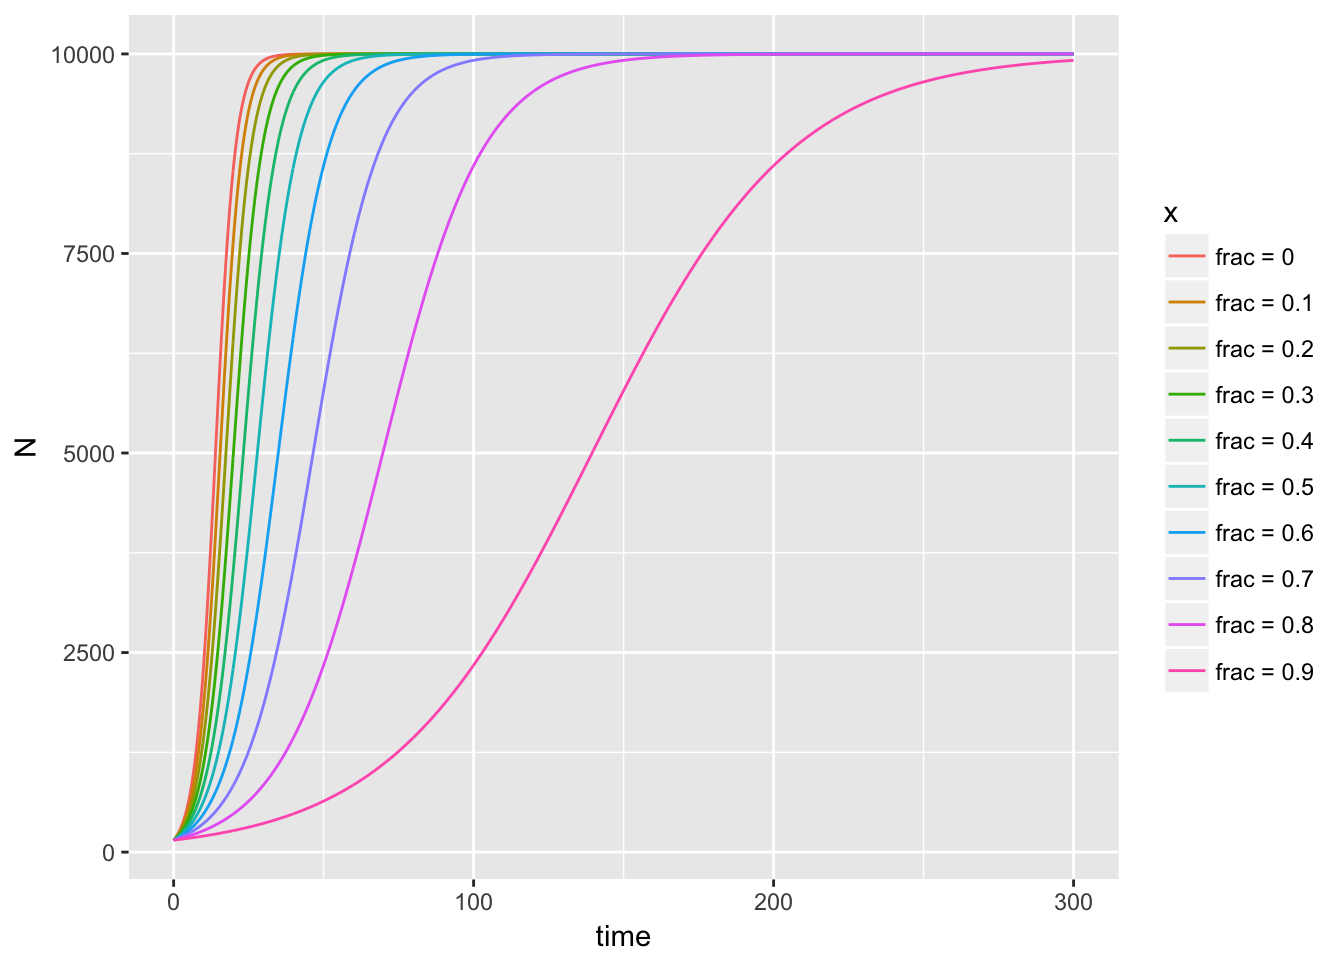 10000
7500
5000
2500
0
N
0
100
200
300
time
x
frac = 0
frac = 0.1
frac = 0.2
frac = 0.3
frac = 0.4
frac = 0.5
frac = 0.6
frac = 0.7
frac = 0.8
frac = 0.9